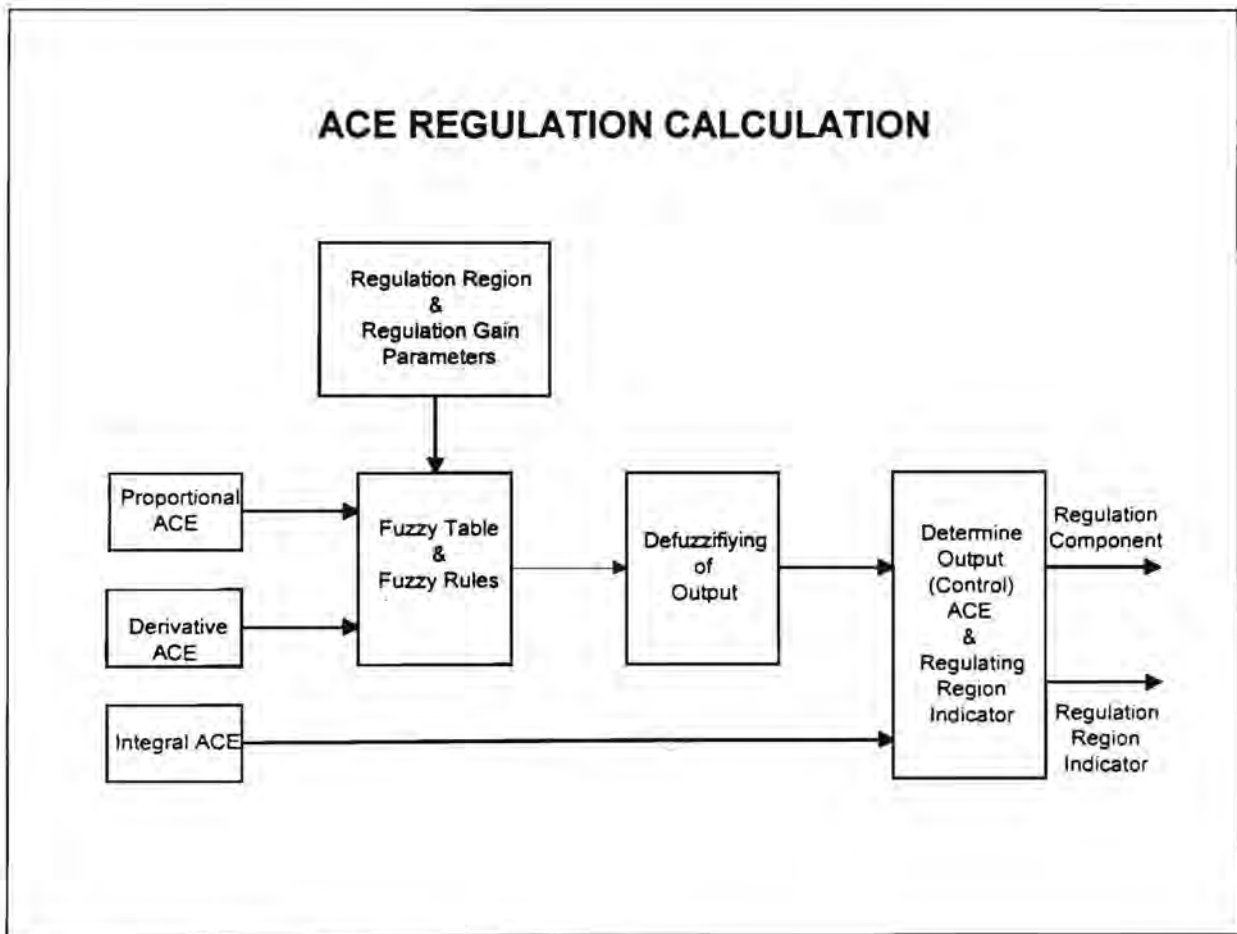 ACE REGULATION CALCULATION
Regulation Region
&
Regulation Gain
Parameters
Proportional
ACE
Derivative
ACE
Integral ACE
Fuzzy Table
&
Fuzzy Rules
Defuzzifiying
of
Output
Determine
Output
(Control)
ACE
&
Regulating
Region
Indicator
Regulation
Component
Regulation
Region
Indicator